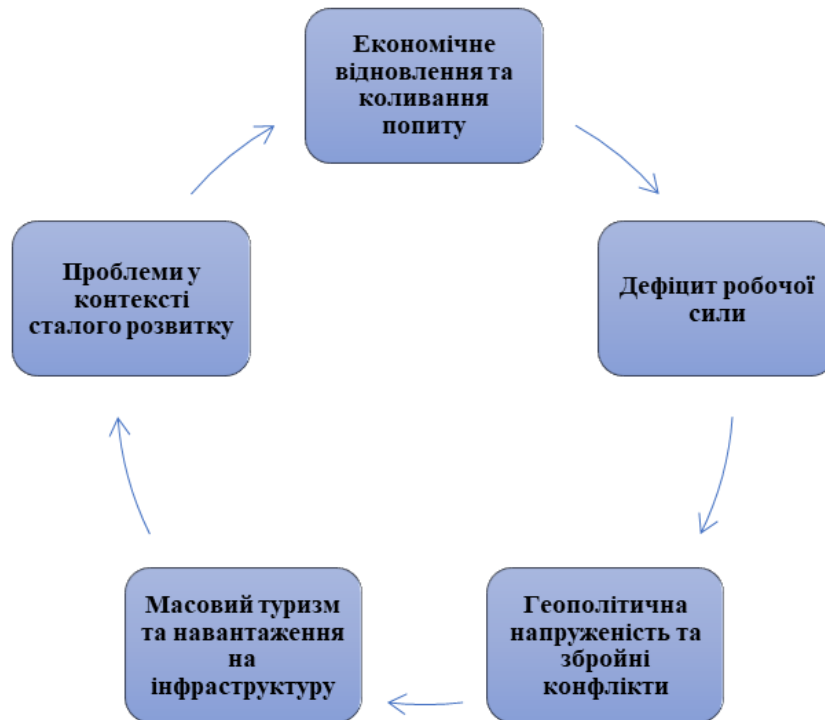 Економічне
відновлення та
коливання
попиту
Дефіцит робочої
сили
Геополітична
напруженість та
збройні
конфлікти
Масовий туризм
та навантаження
на
інфраструктуру
Проблеми у
контексті
сталого розвитку